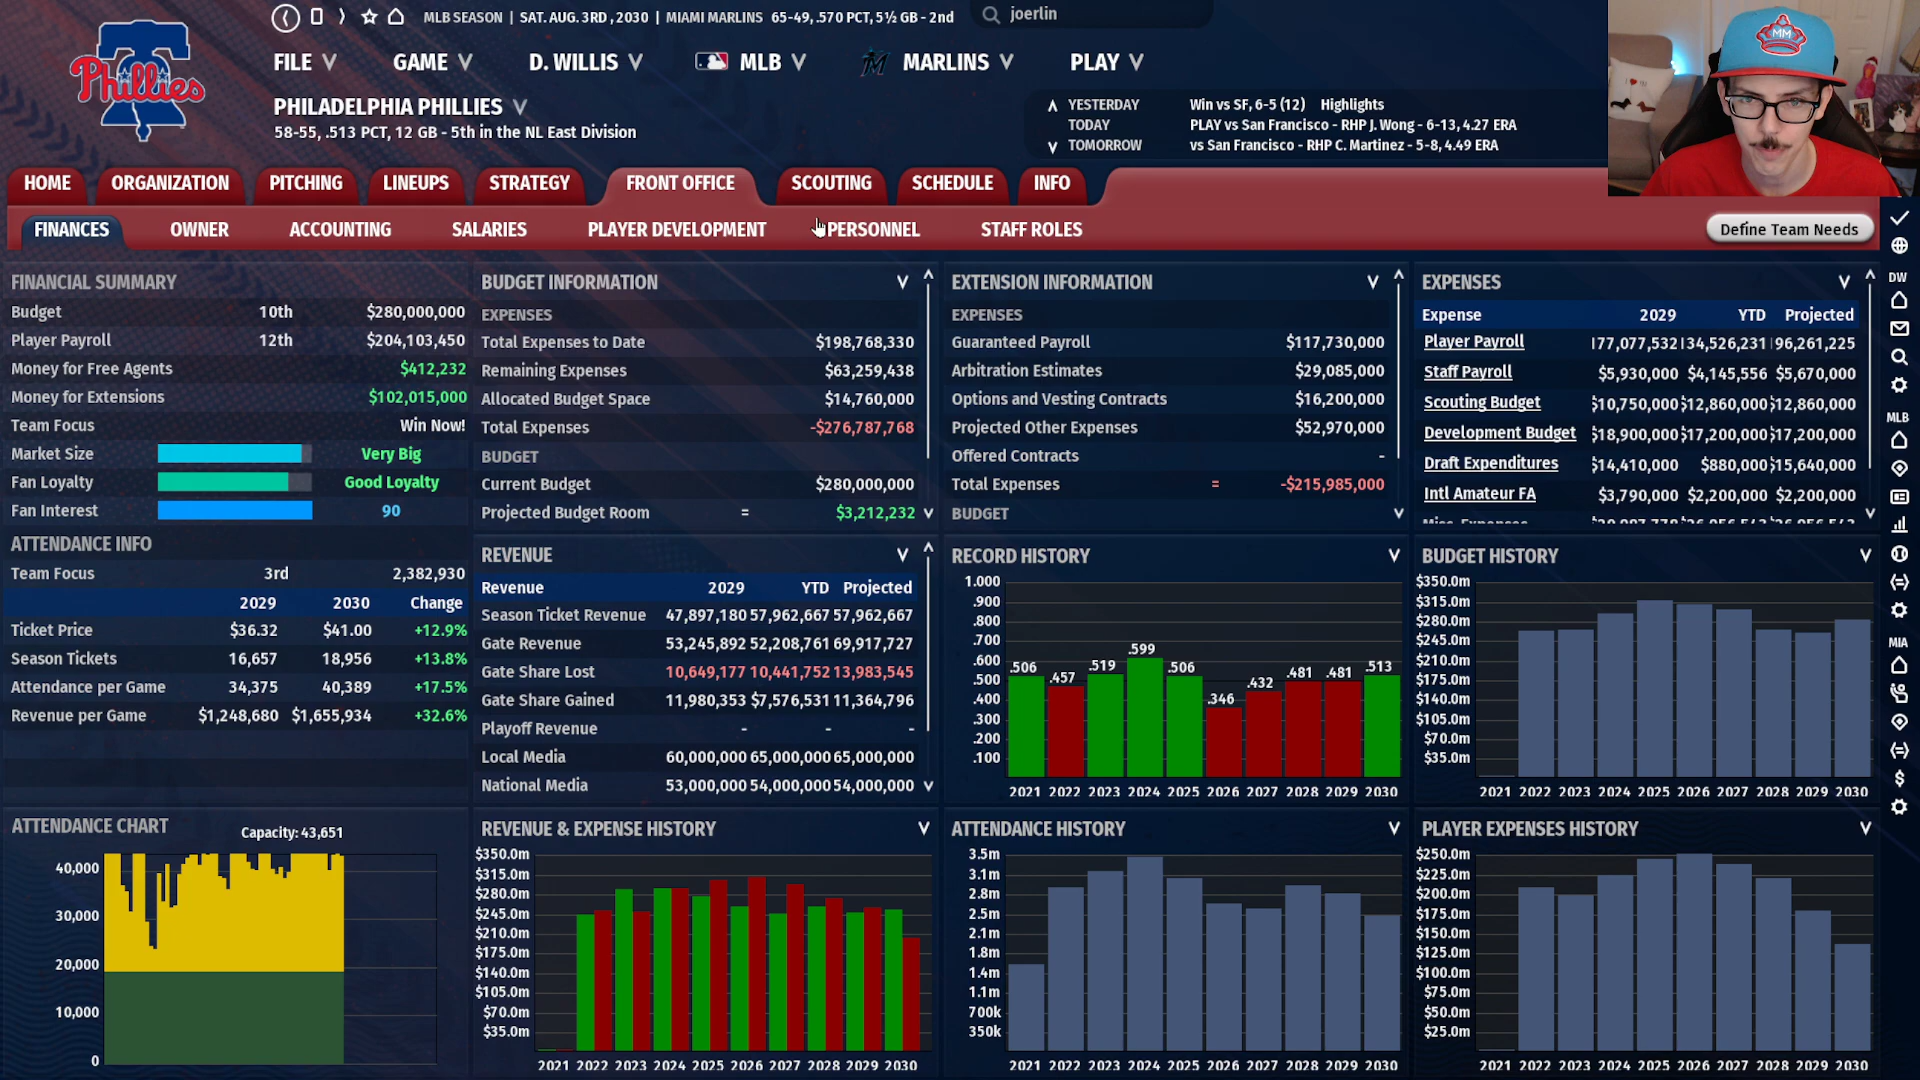 MLB SEASON | SAT. AUG. 3RD , 2030 | MIAMI MARLINS 65-49, .570 PCT, 5½ GB - 2nd
joerlin
MM
Phillies
FILE
GAME
D. WILLIS
MLB
MARLINS
PLAY
PHILADELPHIA PHILLIES
58-55, .513 PCT, 12 GB - 5th in the NL East Division
YESTERDAY Win vs SF, 6-5 (12) Highlights
TODAY PLAY vs San Francisco - RHP J. Wong - 6-13, 4.27 ERA
TOMORROW vs San Francisco - RHP C. Martinez - 5-8, 4.49 ERA
HOME ORGANIZATION PITCHING LINEUPS STRATEGY FRONT OFFICE SCOUTING SCHEDULE INFO
FINANCES OWNER ACCOUNTING SALARIES PLAYER DEVELOPMENT PERSONNEL STAFF ROLES
Define Team Needs
FINANCIAL SUMMARY
Budget 10th $280,000,000
Player Payroll 12th $204,103,450
Money for Free Agents $412,232
Money for Extensions $102,015,000
Team Focus Win Now!
Market Size Very Big
Fan Loyalty Good Loyalty
Fan Interest 90
BUDGET INFORMATION
EXPENSES
Total Expenses to Date $198,768,330
Remaining Expenses $63,259,438
Allocated Budget Space $14,760,000
Total Expenses -$276,787,768
BUDGET
Current Budget $280,000,000
Projected Budget Room = $3,212,232
EXTENSION INFORMATION
EXPENSES
Guaranteed Payroll $117,730,000
Arbitration Estimates $29,085,000
Options and Vesting Contracts $16,200,000
Projected Other Expenses $52,970,000
Offered Contracts -
Total Expenses = -$215,985,000
BUDGET
EXPENSES
Expense 2029 YTD Projected
Player Payroll 77,077,532 34,526,231 96,261,225
Staff Payroll $5,930,000 $4,145,556 $5,670,000
Scouting Budget $10,750,000 $12,860,000 $12,860,000
Development Budget $18,900,000 $17,200,000 $17,200,000
Draft Expenditures $14,410,000 $880,000 $15,640,000
Intl Amateur FA $3,790,000 $2,200,000 $2,200,000
DW
MLB
MIA
ATTENDANCE INFO
Team Focus 3rd 2,382,930
2029 2030 Change
Ticket Price $36.32 $41.00 +12.9%
Season Tickets 16,657 18,956 +13.8%
Attendance per Game 34,375 40,389 +17.5%
Revenue per Game $1,248,680 $1,655,934 +32.6%
REVENUE
Revenue 2029 YTD Projected
Season Ticket Revenue 47,897,180 57,962,667 57,962,667
Gate Revenue 53,245,892 52,208,761 69,917,727
Gate Share Lost 10,649,177 10,441,752 13,983,545
Gate Share Gained 11,980,353 $7,576,531 11,364,796
Playoff Revenue - - -
Local Media 60,000,000 65,000,000 65,000,000
National Media 53,000,000 54,000,000 54,000,000
RECORD HISTORY
1.000
.900
.800
.700
.600
.500
.400
.300
.200
.100
.506 .457 .519 .599 .506 .346 .432 .481 .481 .513
2021 2022 2023 2024 2025 2026 2027 2028 2029 2030
BUDGET HISTORY
$350.0m
$315.0m
$280.0m
$245.0m
$210.0m
$175.0m
$140.0m
$105.0m
$70.0m
$35.0m
2021 2022 2023 2024 2025 2026 2027 2028 2029 2030
ATTENDANCE CHART
Capacity: 43,651
40,000
30,000
20,000
10,000
0
REVENUE & EXPENSE HISTORY
$350.0m
$315.0m
$280.0m
$245.0m
$210.0m
$175.0m
$140.0m
$105.0m
$70.0m
$35.0m
2021 2022 2023 2024 2025 2026 2027 2028 2029 2030
ATTENDANCE HISTORY
3.5m
3.1m
2.8m
2.5m
2.1m
1.8m
1.4m
1.1m
700k
350k
2021 2022 2023 2024 2025 2026 2027 2028 2029 2030
PLAYER EXPENSES HISTORY
$250.0m
$225.0m
$200.0m
$175.0m
$150.0m
$125.0m
$100.0m
$75.0m
$50.0m
$25.0m
2021 2022 2023 2024 2025 2026 2027 2028 2029 2030